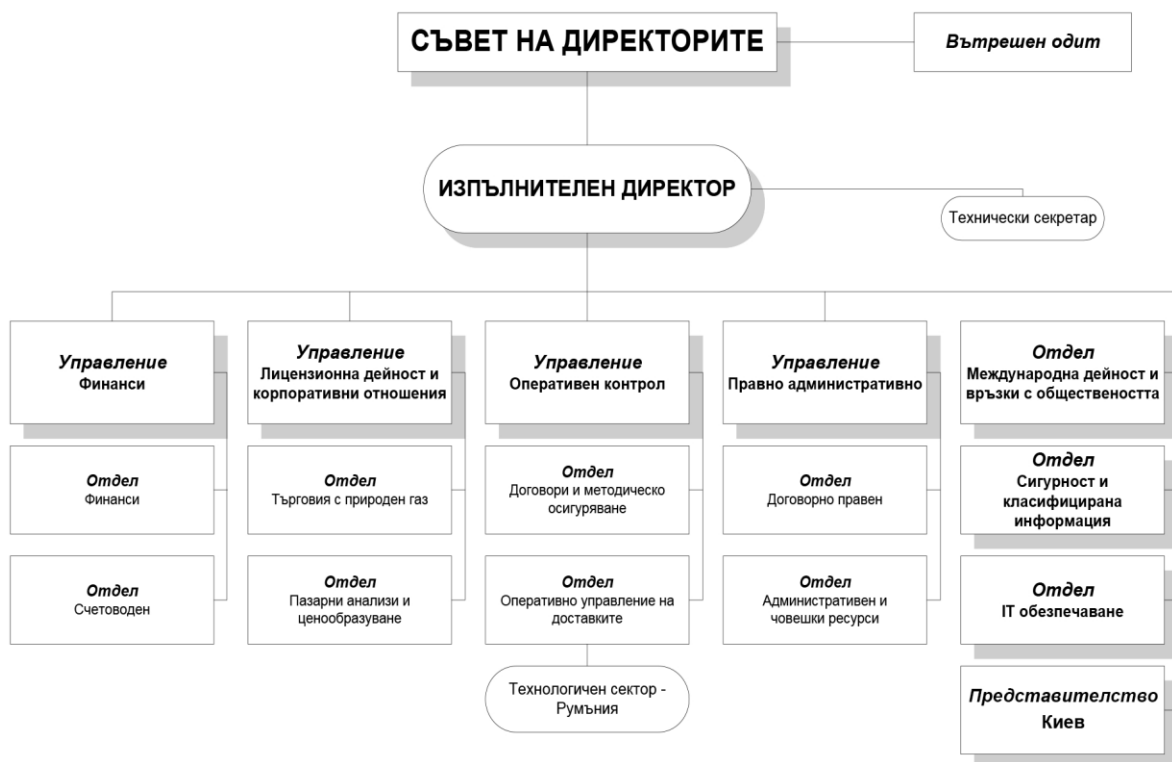 СЪВЕТ НА ДИРЕКТОРИТЕ
Вътрешен одит
ИЗПЪЛНИТЕЛЕН ДИРЕКТОР
Технически секретар
Управление
Финанси
Управление
Лицензионна дейност и
корпоративни отношения
Управление
Оперативен контрол
Управление
Правно административно
Отдел
Международна дейност и
връзки с обществеността
Отдел
Финанси
Отдел
Търговия с природен газ
Отдел
Договори и методическо
осигуряване
Отдел
Договорно правен
Отдел
Сигурност и
класифицирана
информация
Отдел
Счетоводен
Отдел
Пазарни анализи и
ценообразуване
Отдел
Оперативно управление на
доставките
Отдел
Административен и
човешки ресурси
Отдел
IT обезпечаване
Технологичен сектор -
Румъния
Представителство
Киев